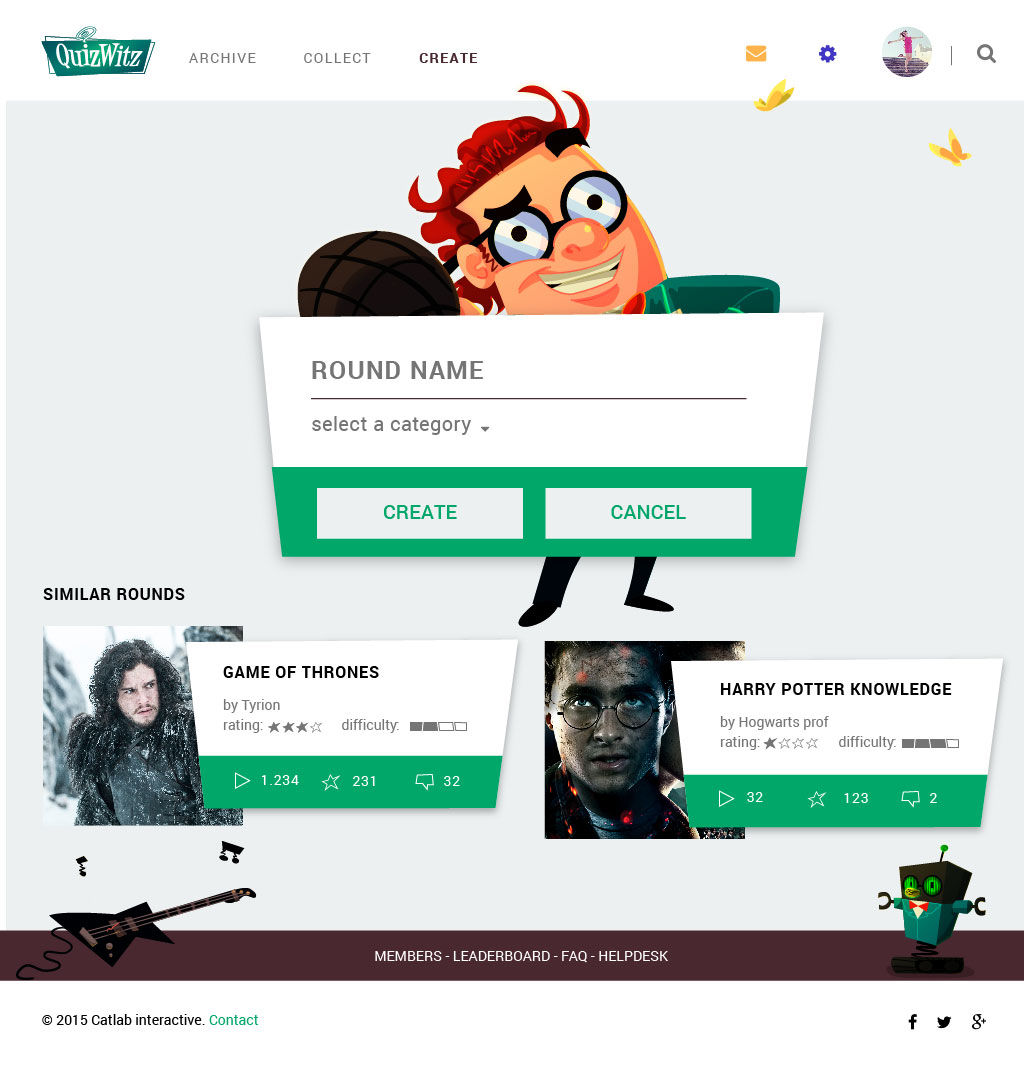 QuizWitz
ARCHIVE COLLECT CREATE
ROUND NAME
select a category
CREATE CANCEL
SIMILAR ROUNDS
GAME OF THRONES
by Tyrion
rating: difficulty:
1.234 231 32
HARRY POTTER KNOWLEDGE
by Hogwarts prof
rating: difficulty:
32 123 2
MEMBERS - LEADERBOARD - FAQ - HELPDESK
© 2015 Catlab interactive. Contact